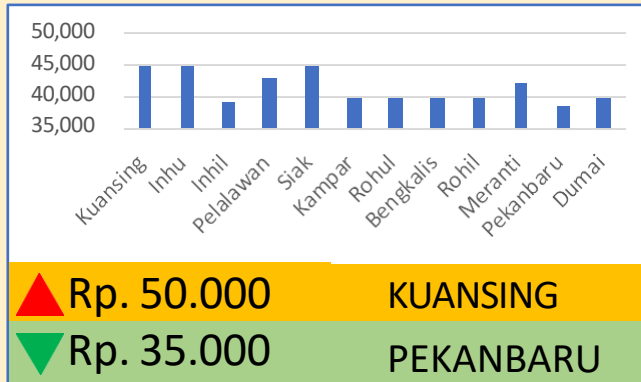 50,000
45,000
40,000
35,000
Kuansing
Inhu
Inhil
Pelalawan
Siak
Kampar
Rohul
Bengkalis
Rohil
Meranti
Pekanbaru
Dumai
Rp. 50.000 KUANSING
Rp. 35.000 PEKANBARU